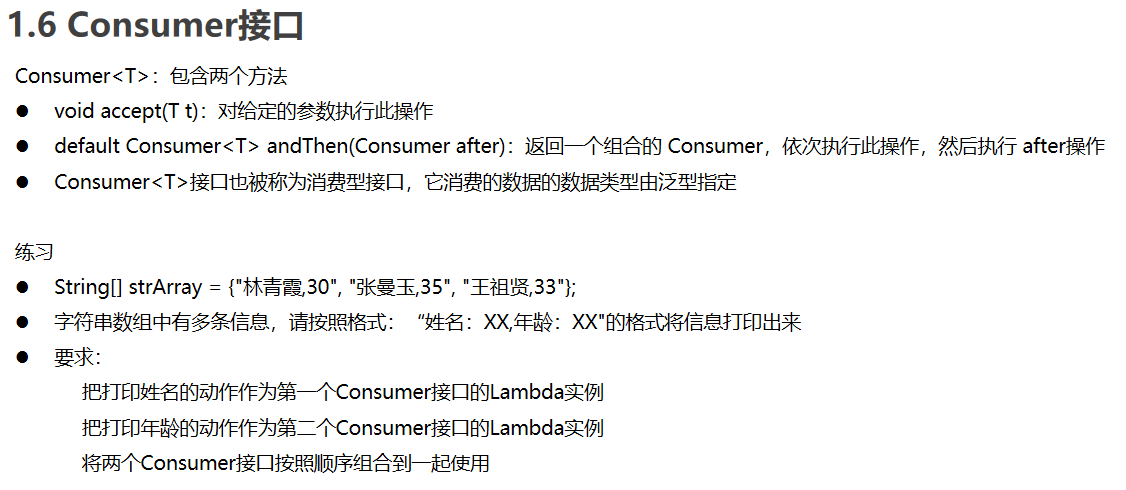 1.6 Consumer接口
Consumer<T>：包含两个方法
● void accept(T t)：对给定的参数执行此操作
● default Consumer<T> andThen(Consumer after)：返回一个组合的 Consumer，依次执行此操作，然后执行 after操作
● Consumer<T>接口也被称为消费型接口，它消费的数据的数据类型由泛型指定
练习
● String[] strArray = {"林青霞,30", "张曼玉,35", "王祖贤,33"};
● 字符串数组中有多条信息，请按照格式：“姓名：XX,年龄：XX"的格式将信息打印出来
● 要求：
把打印姓名的动作作为第一个Consumer接口的Lambda实例
把打印年龄的动作作为第二个Consumer接口的Lambda实例
将两个Consumer接口按照顺序组合到一起使用